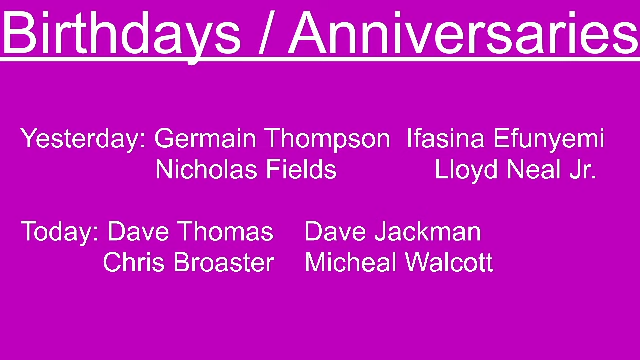 Birthdays / Anniversaries
Yesterday: Germain Thompson Ifasina Efunyemi
Nicholas Fields Lloyd Neal Jr.
Today: Dave Thomas Dave Jackman
Chris Broaster Micheal Walcott